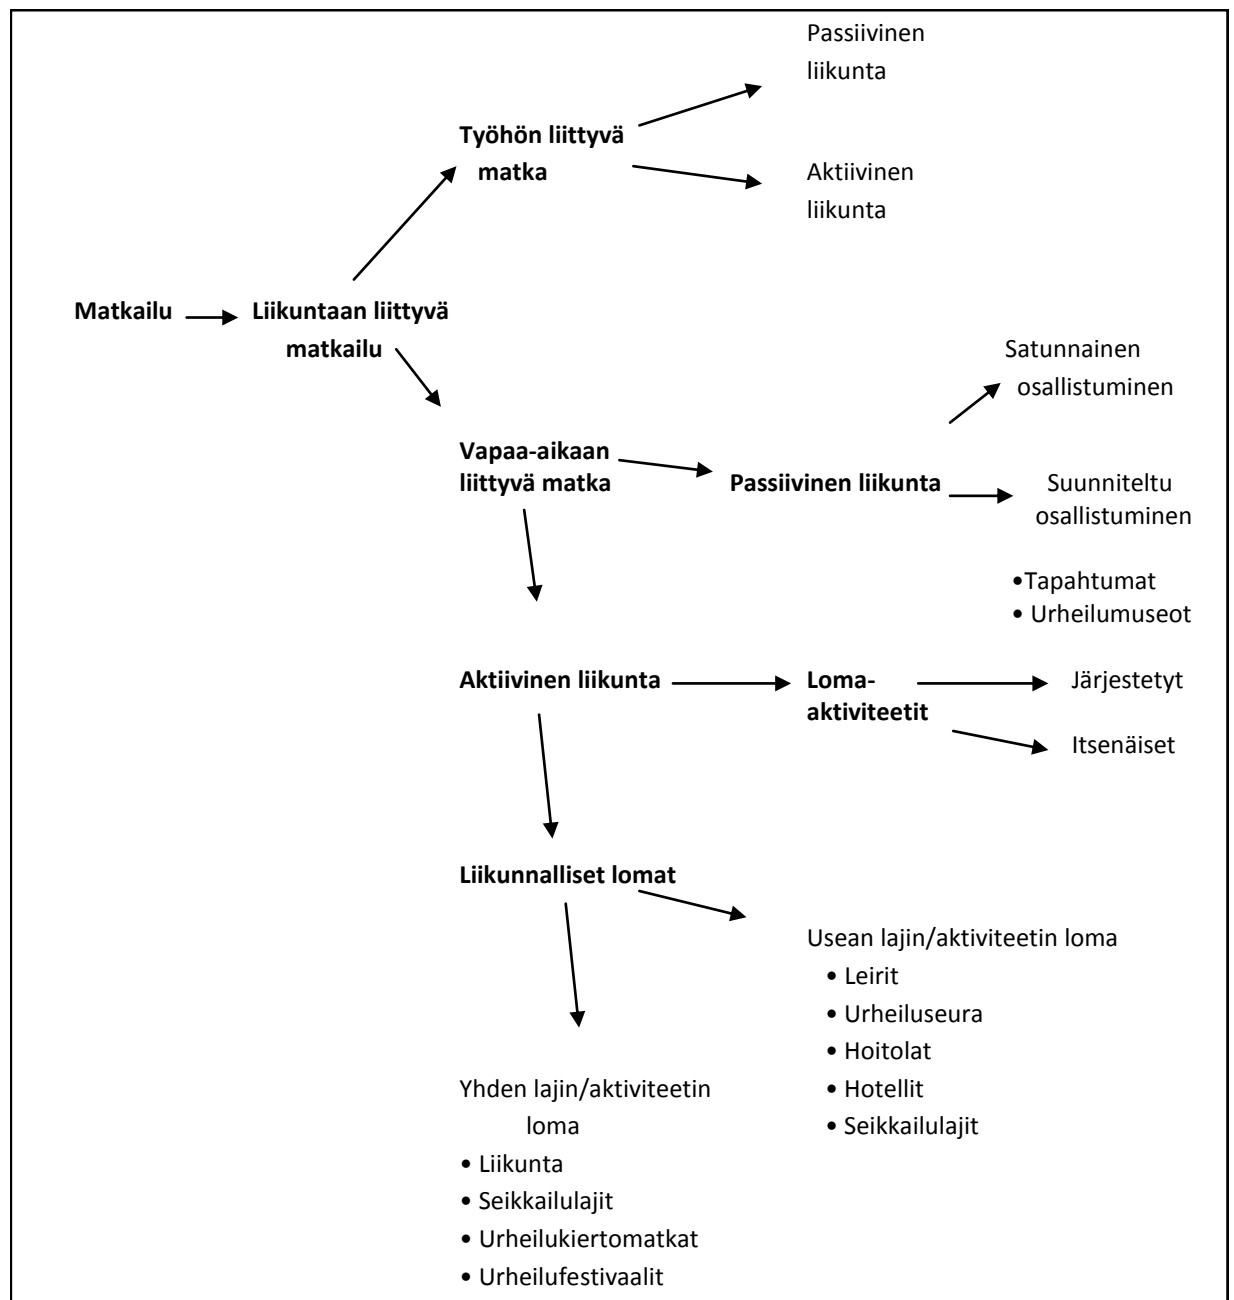 Passiivinen
liikunta
Työhön liittyvä
matka
Aktiivinen
liikunta
Matkailu
Liikuntaan liittyvä
matkailu
Satunnainen
osallistuminen
Vapaa-aikaan
liittyvä matka
Passiivinen liikunta
Suunniteltu
osallistuminen
•Tapahtumat
• Urheilumuseot
Aktiivinen liikunta
Loma-
aktiviteetit
Järjestetyt
Itsenäiset
Liikunnalliset lomat
Usean lajin/aktiviteetin loma
• Leirit
• Urheiluseura
• Hoitolat
• Hotellit
• Seikkailulajit
Yhden lajin/aktiviteetin
loma
• Liikunta
• Seikkailulajit
• Urheilukiertomatkat
• Urheilufestivaalit